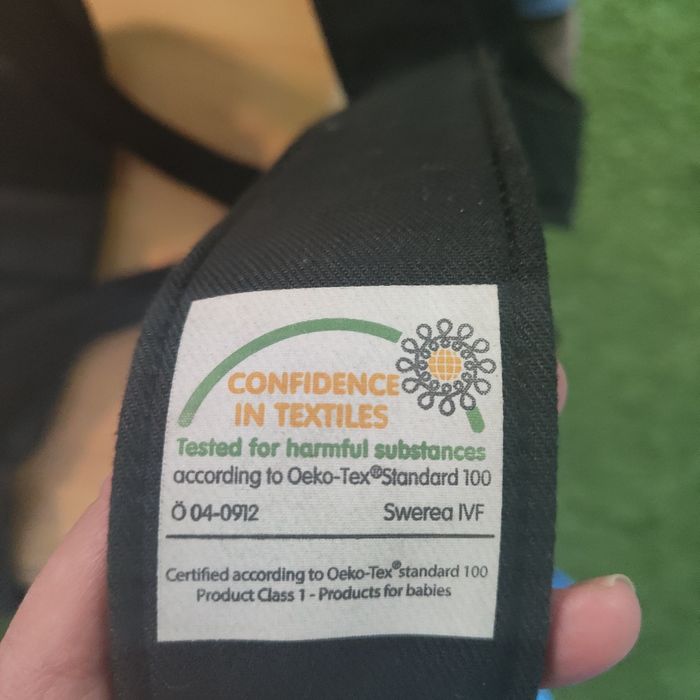 CONFIDENCE
IN TEXTILES
Tested for harmful substances
according to Oeko-Tex®Standard 100
Ö 04-0912 Swerea IVF
Certified according to Oeko-Tex®standard 100
Product Class 1 - Products for babies